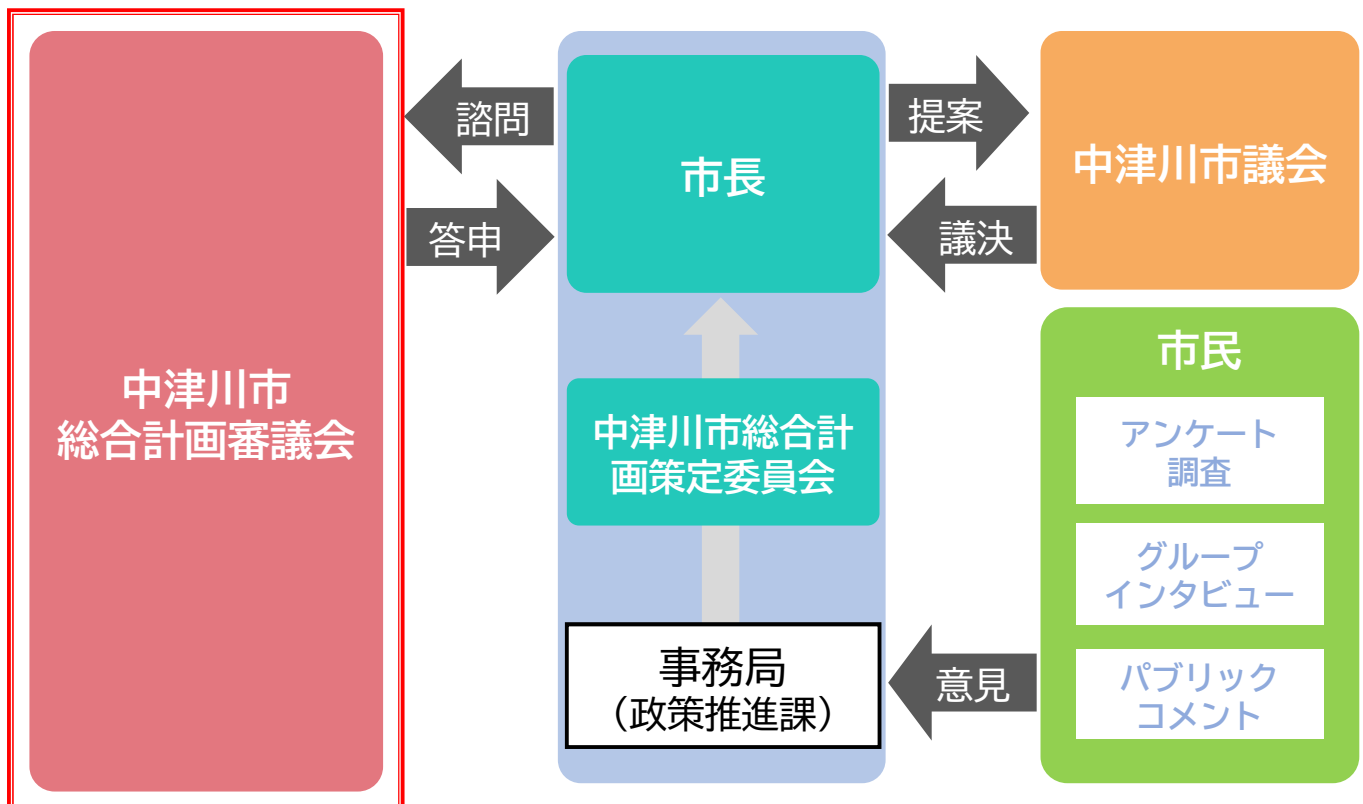 中津川市
総合計画審議会
諮問
答申
市長
中津川市総合計
画策定委員会
事務局
（政策推進課）
提案
議決
意見
中津川市議会
市民
アンケート
調査
グループ
インタビュー
パブリック
コメント